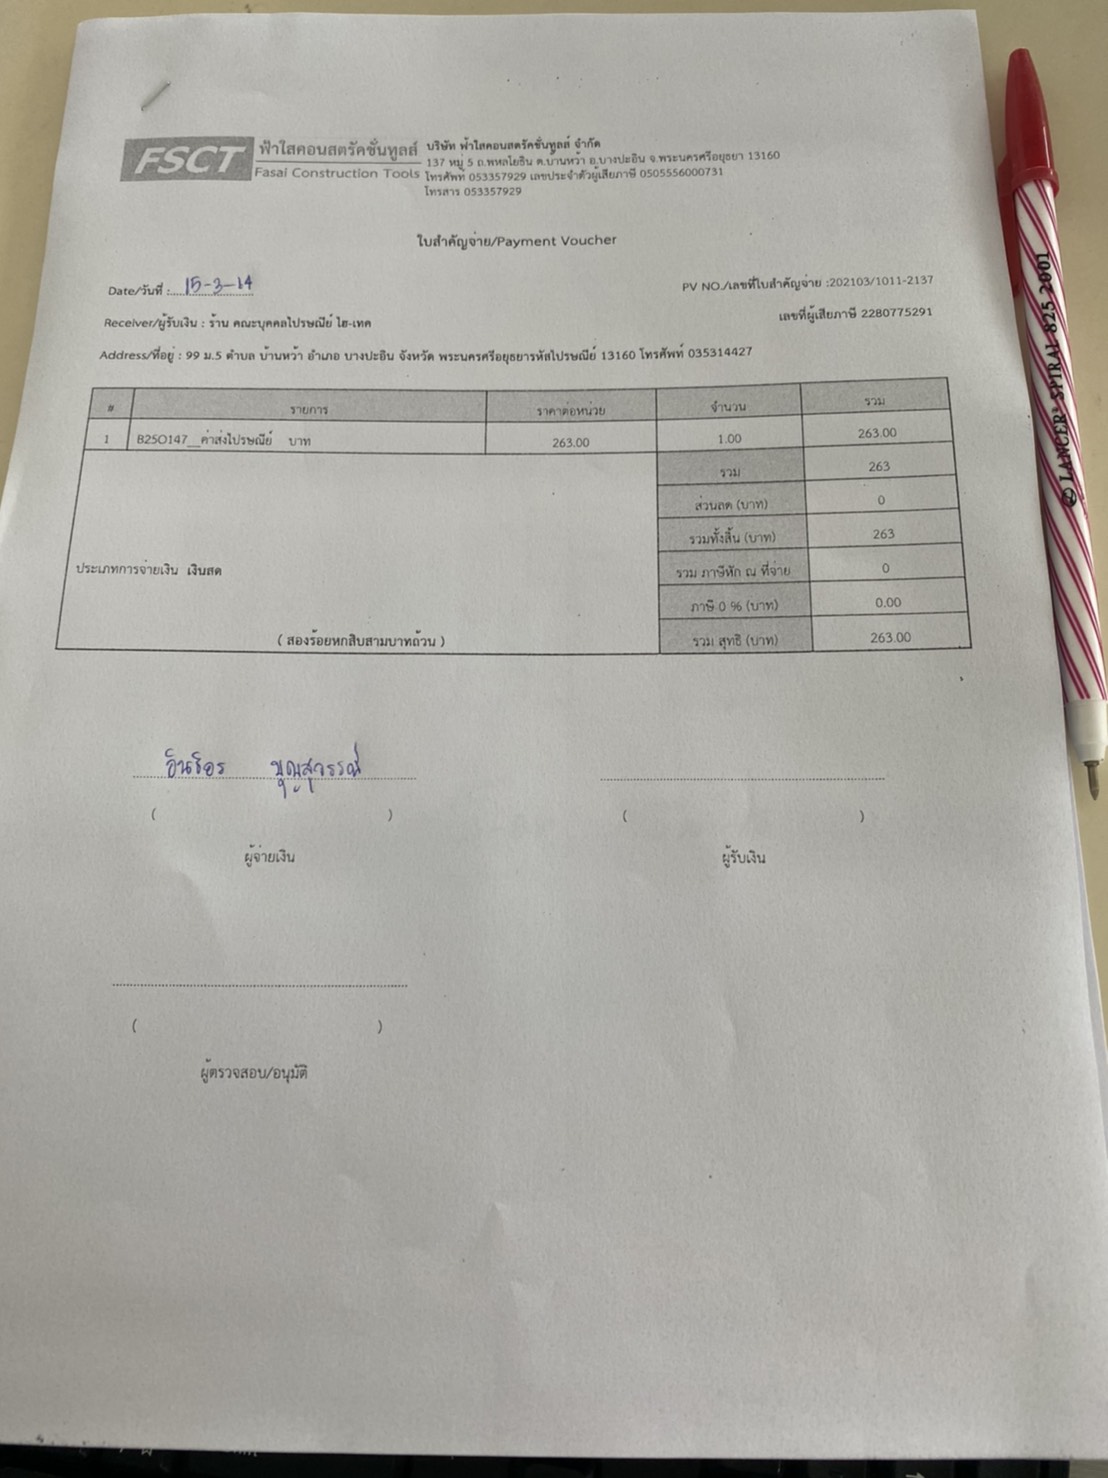 FSCT
ฟ้าใสคอนสตรัคชั่นทูลส์
Fasai Construction Tools
บริษัท ฟ้าใสคอนสตรัคชั่นทูลส์ จำกัด
137 หมู่ 5 ถ.พหลโยธิน ต.บ้านหว้า อ.บางปะอิน จ.พระนครศรีอยุธยา 13160
โทรศัพท์ 053357929 เลขประจำตัวผู้เสียภาษี 0505556000731
โทรสาร 053357929
ใบสำคัญจ่าย/Payment Voucher
Date/วันที่ : 15-3-14
PV NO./เลขที่ใบสำคัญจ่าย :202103/1011-2137
Receiver/ผู้รับเงิน : ร้าน คณะบุคคลไปรษณีย์ ไฮ-เทค
เลขที่ผู้เสียภาษี 2280775291
Address/ที่อยู่ : 99 ม.5 ตำบล บ้านหว้า อำเภอ บางปะอิน จังหวัด พระนครศรีอยุธยารหัสไปรษณีย์ 13160 โทรศัพท์ 035314427
# รายการ ราคาต่อหน่วย จำนวน รวม
1 B250147__ค่าส่งไปรษณีย์ บาท 263.00 1.00 263.00
รวม 263
ส่วนลด (บาท) 0
รวมทั้งสิ้น (บาท) 263
ประเภทการจ่ายเงิน เงินสด
รวม ภาษีหัก ณ ที่จ่าย 0
ภาษี 0 % (บาท) 0.00
( สองร้อยหกสิบสามบาทถ้วน )
รวม สุทธิ (บาท) 263.00
( ) ( )
ผู้จ่ายเงิน ผู้รับเงิน
( )
ผู้ตรวจสอบ/อนุมัติ
LANCER SPIRAL 825 2001